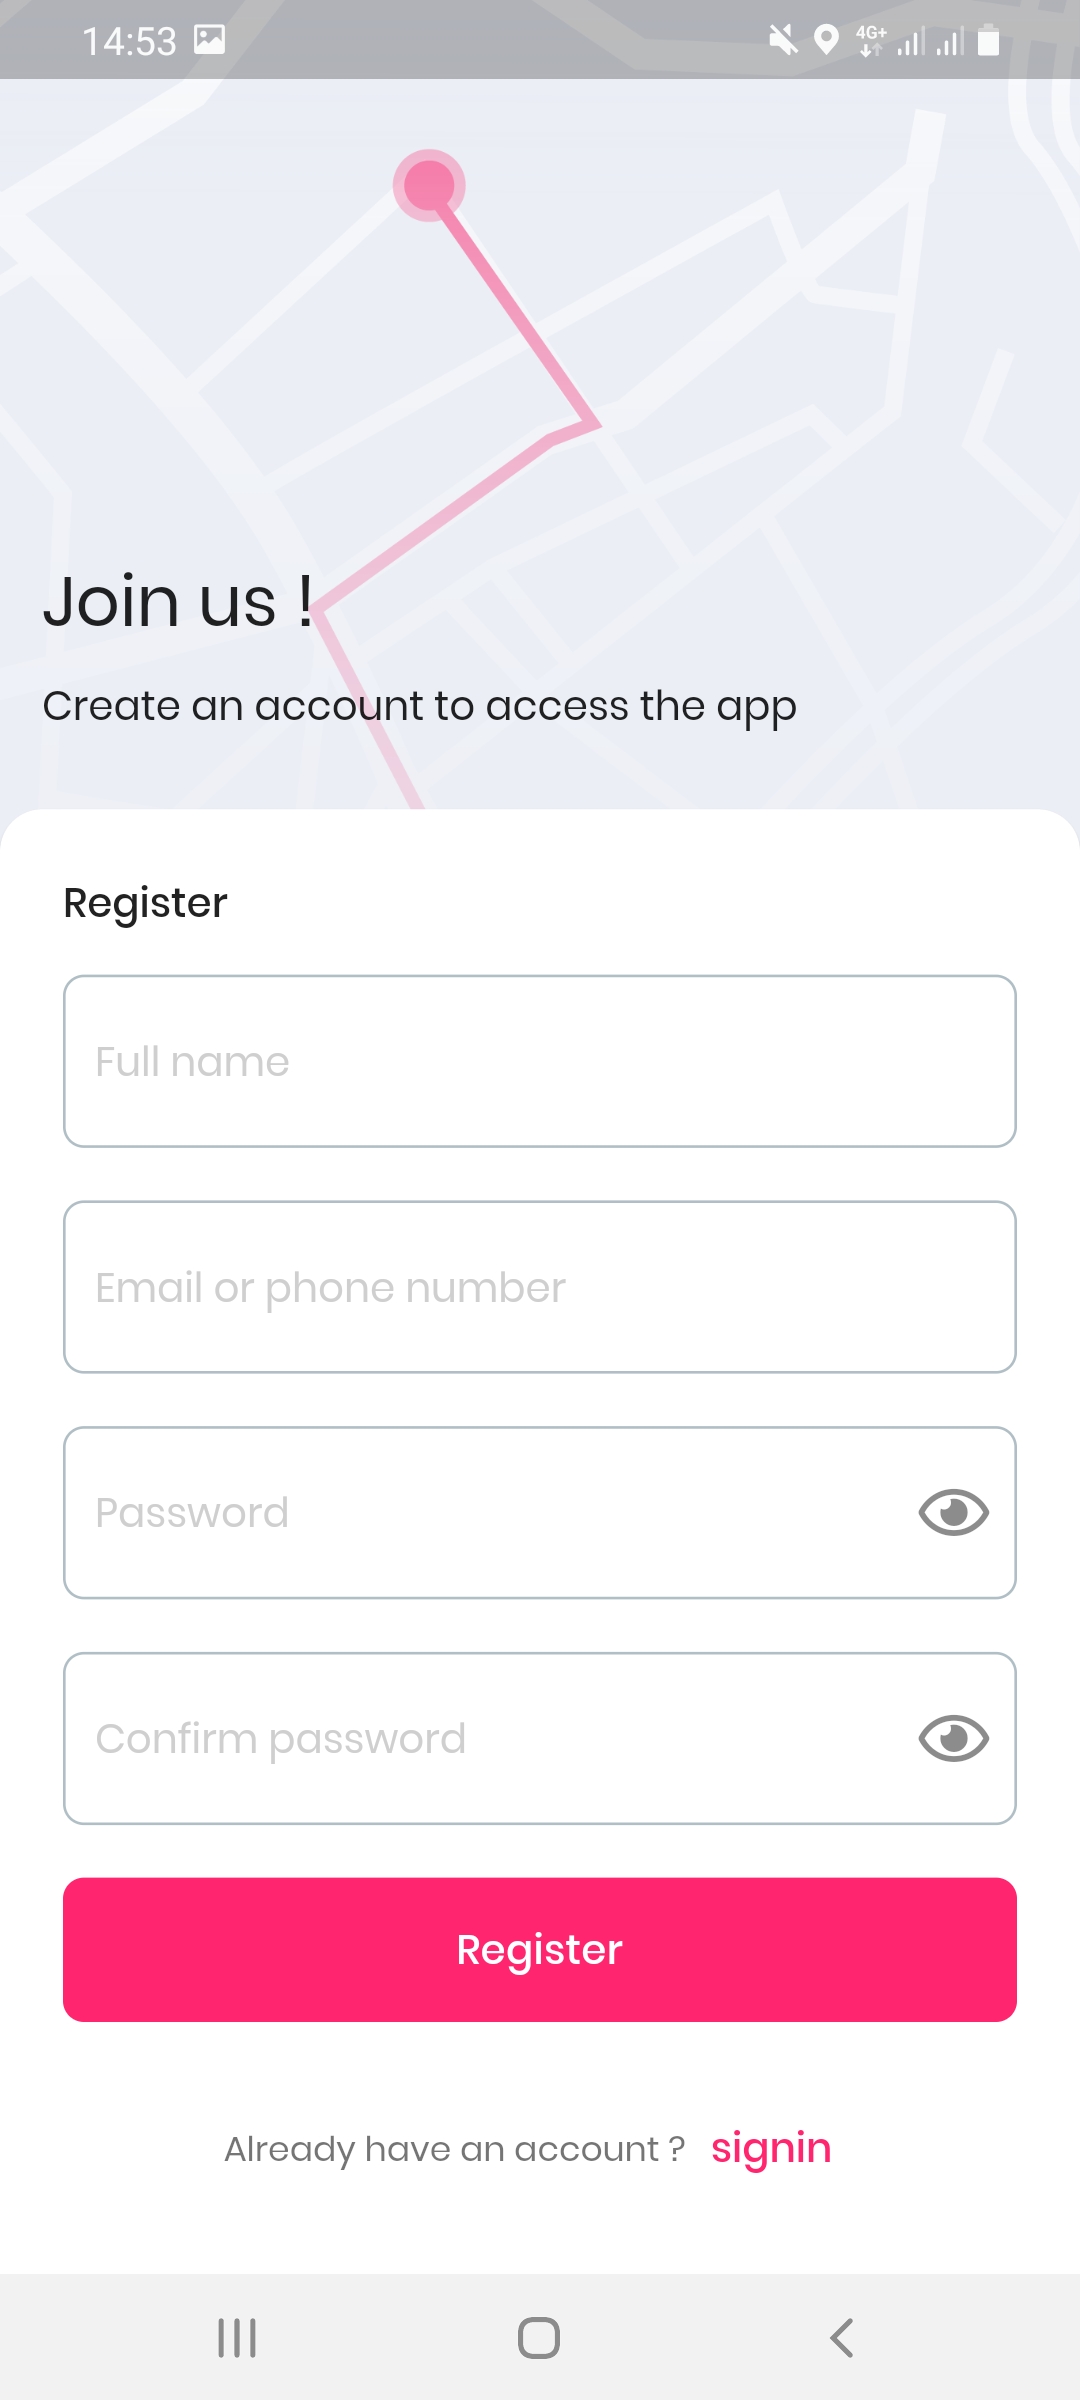 14:53
4G+
Join us !
Create an account to access the app
Register
Full name
Email or phone number
Password
Confirm password
Register
Already have an account ? signin